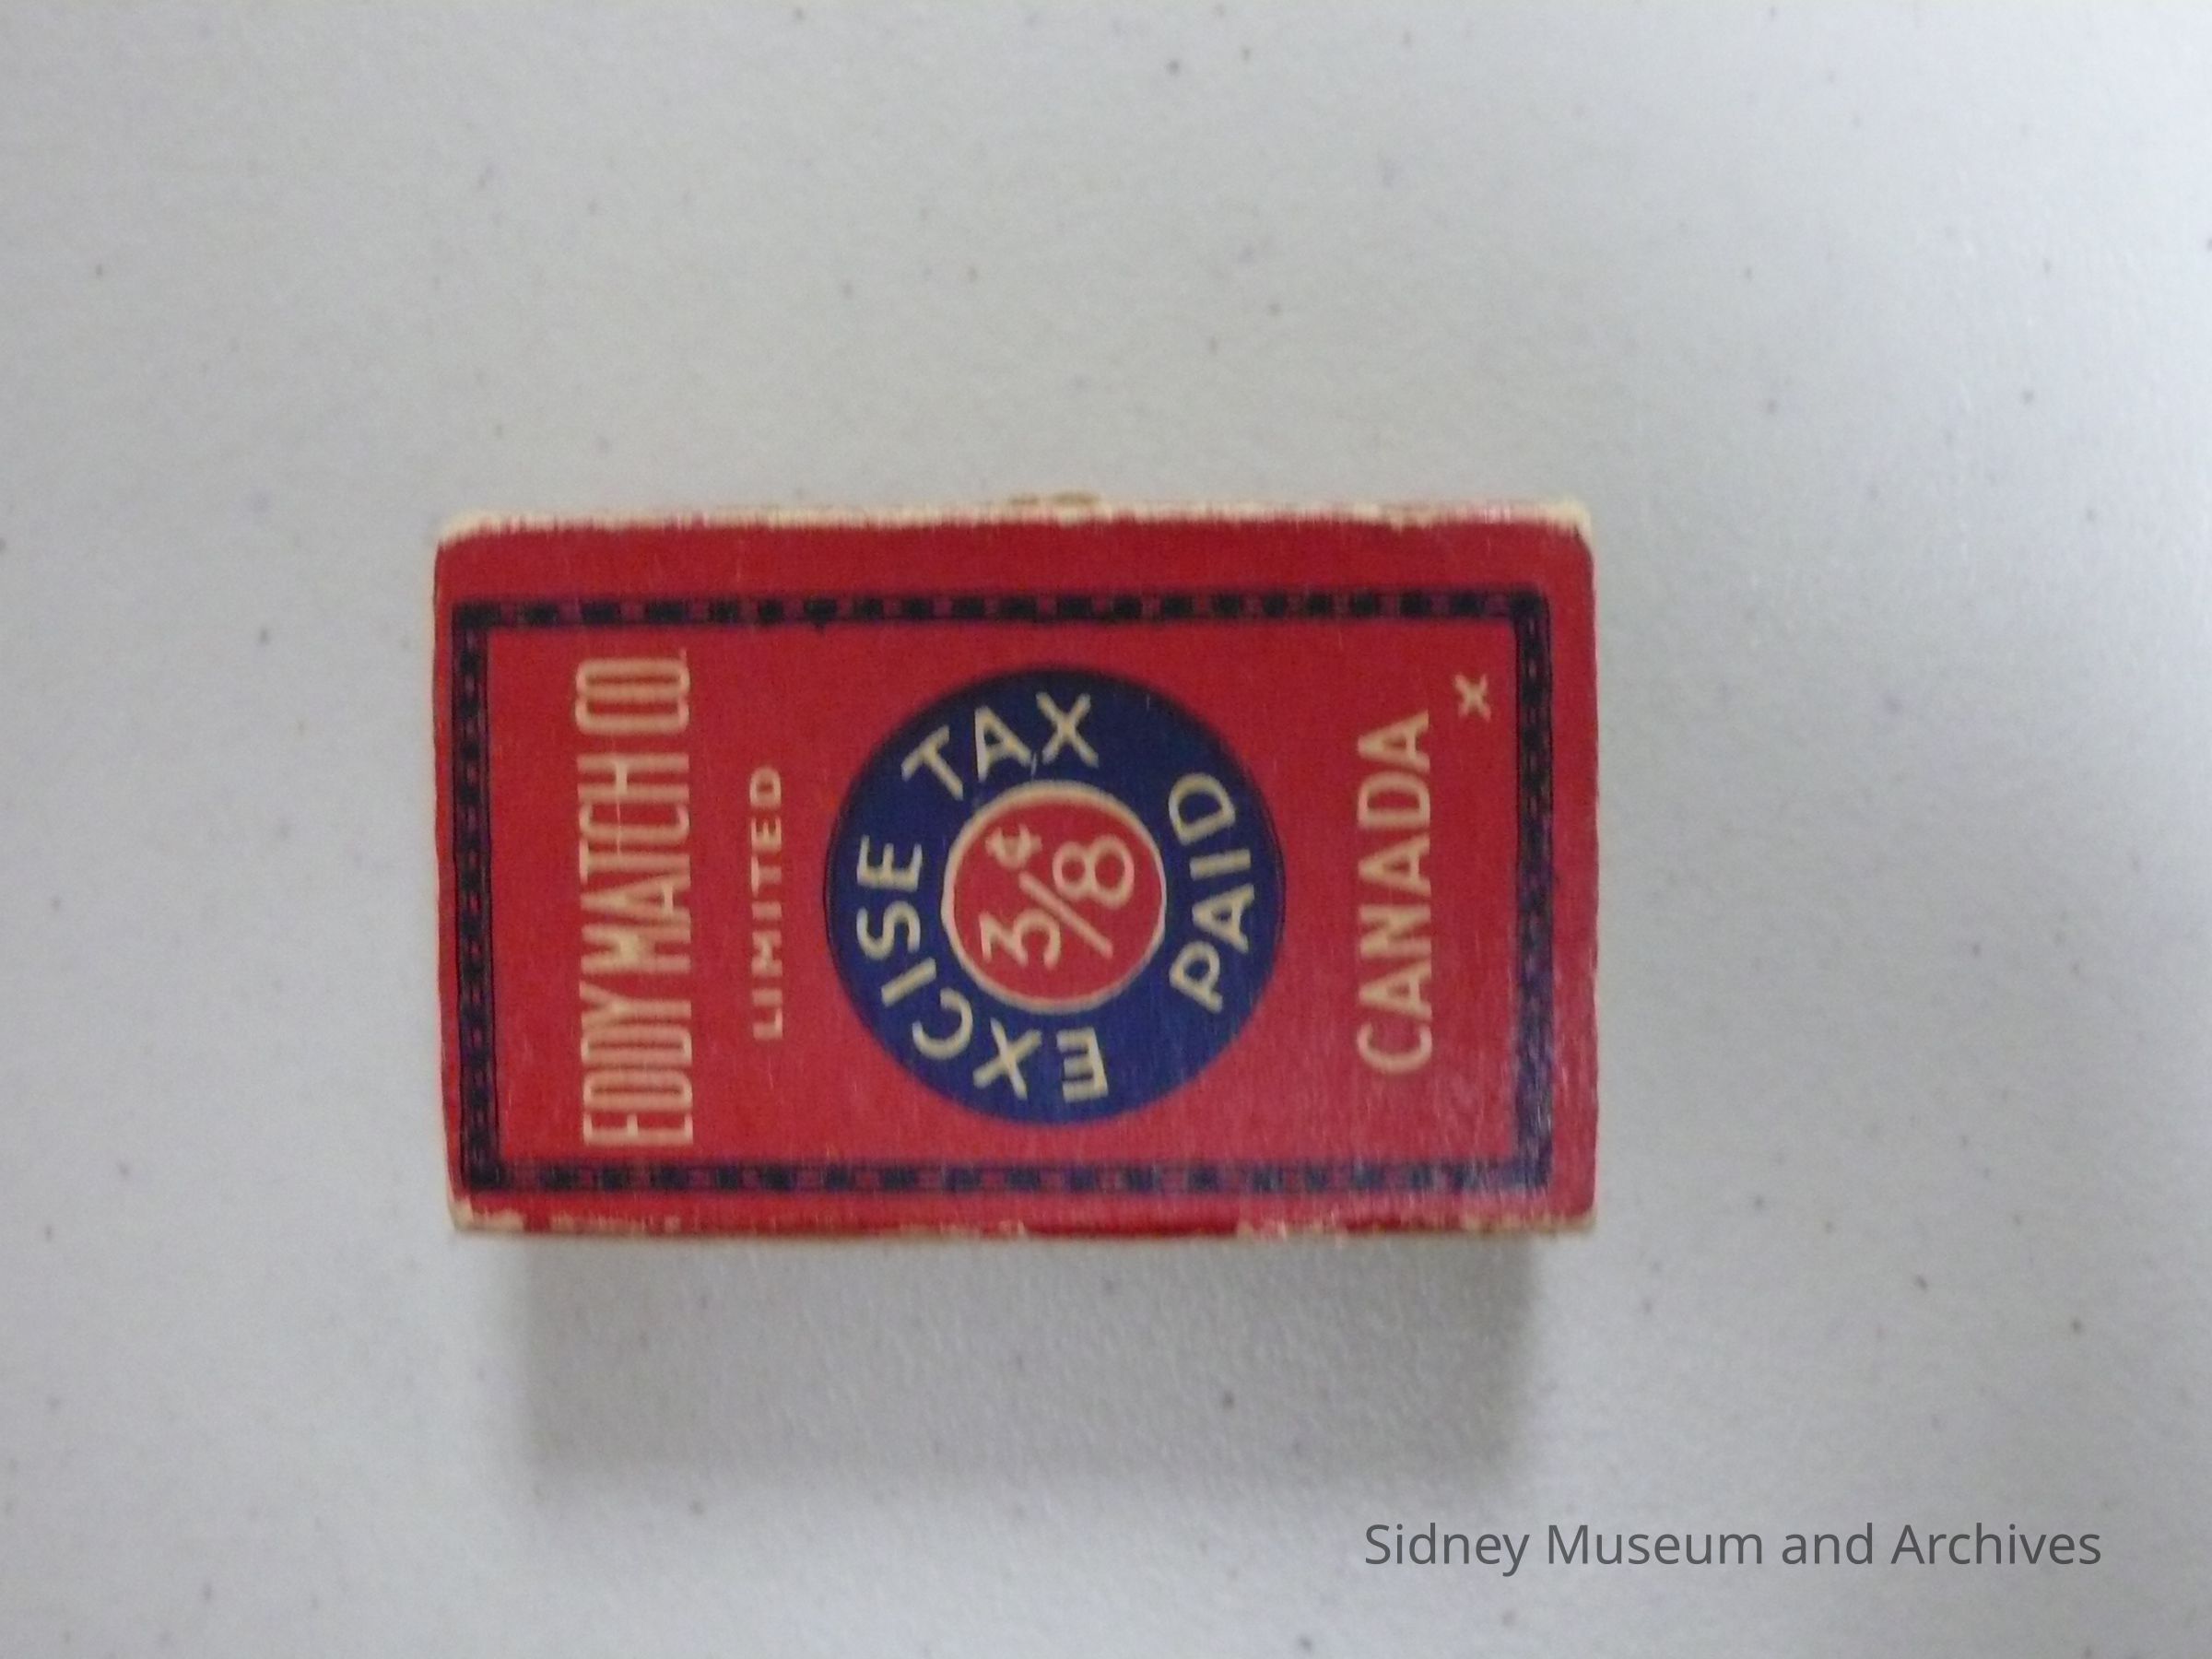 EDDY MATCH CO.
LIMITED
EXCISE TAX
3/8¢
PAID
CANADA
X
Sidney Museum and Archives